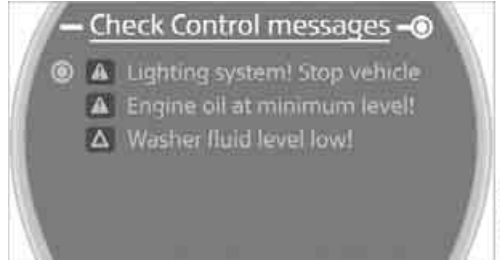 Check Control messages
Lighting system! Stop vehicle
Engine oil at minimum level!
Washer fluid level low!